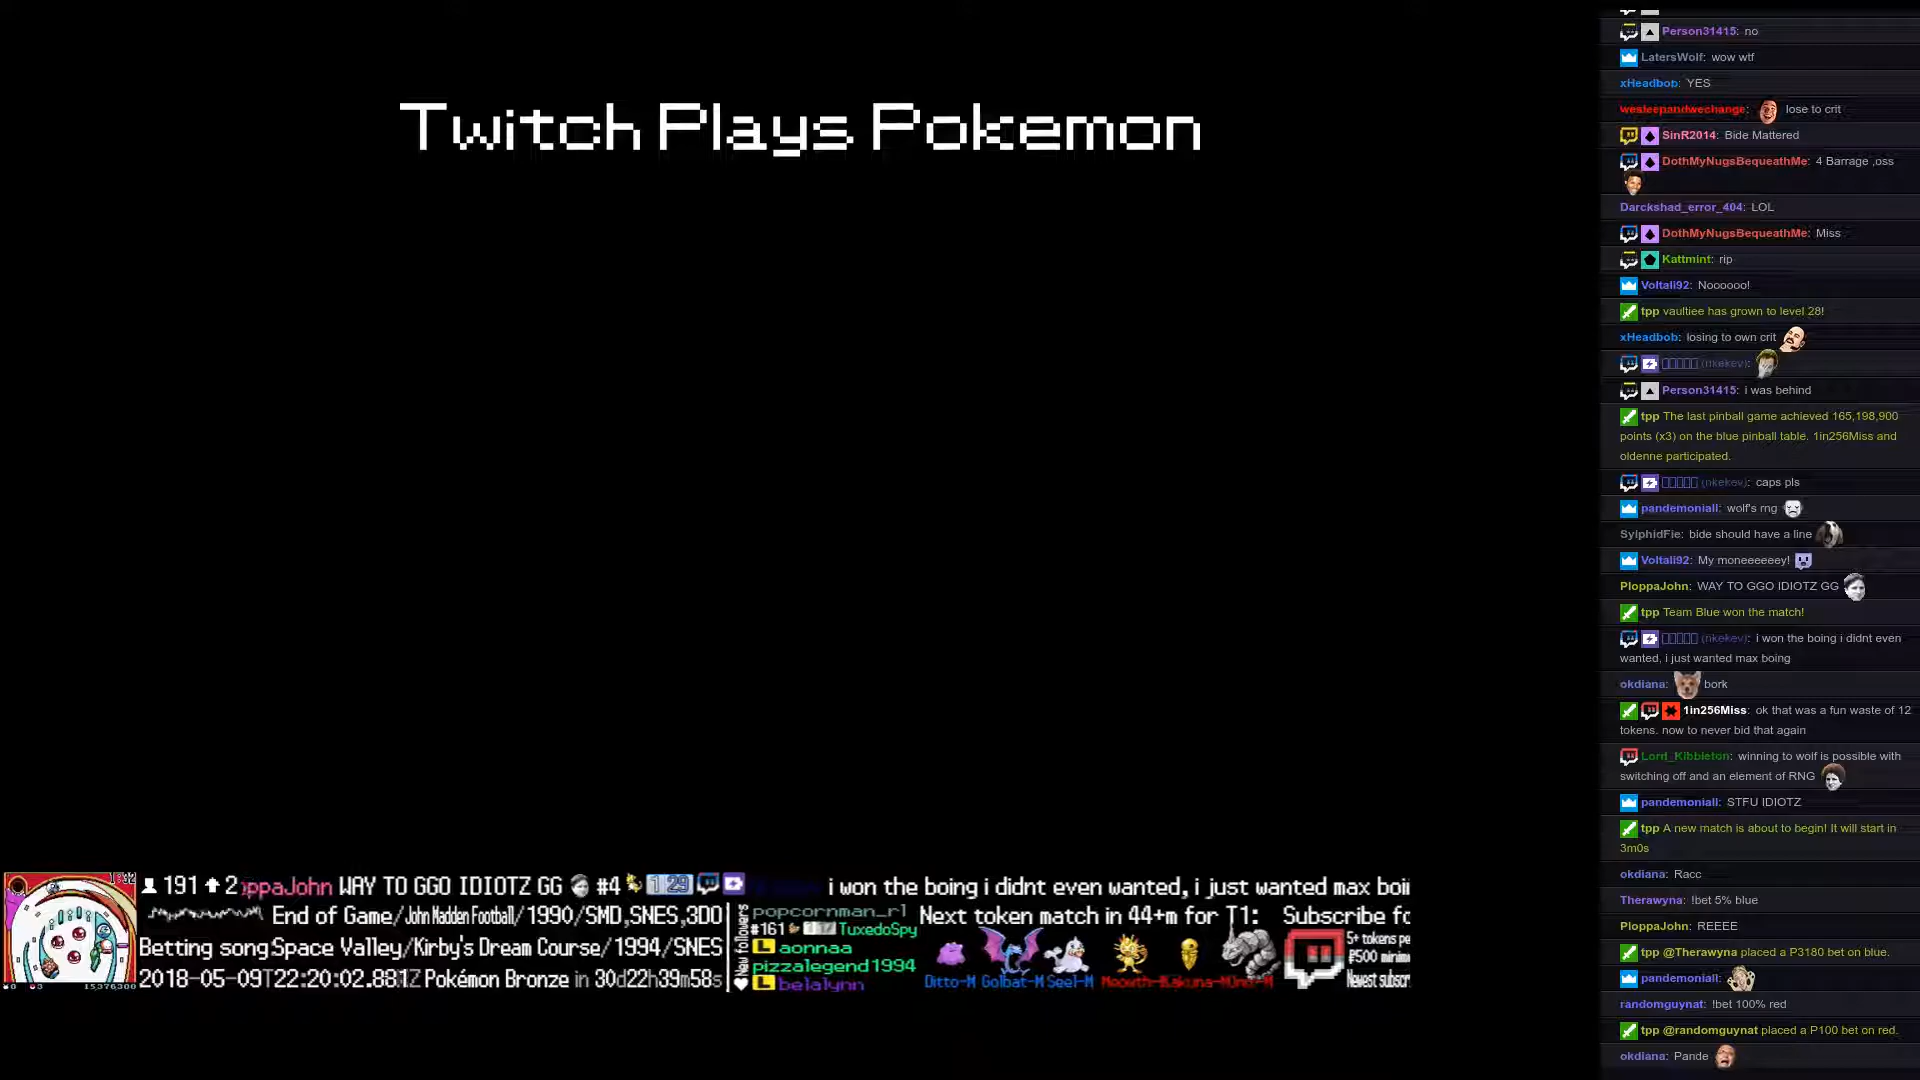 Twitch Plays Pokemon
Person31415: no
LatersWolf: wow wtf
xHeadbob: YES
wesleepandwechange: lose to crit
SinR2014: Bide Mattered
DothMyNugsBequeathMe: 4 Barrage ,oss
Darckshad_error_404: LOL
DothMyNugsBequeathMe: Miss
Kattmint: rip
Voltali92: Noooooo!
tpp vaultiee has grown to level 28!
xHeadbob: losing to own crit
(nkekev):
Person31415: i was behind
tpp The last pinball game achieved 165,198,900
points (x3) on the blue pinball table. 1in256Miss and
oldenne participated.
(nkekev): caps pls
pandemoniall: wolf's rng
SylphidFie: bide should have a line
Voltali92: My moneeeeeey!
PloppaJohn: WAY TO GGO IDIOTZ GG
tpp Team Blue won the match!
(nkekev): i won the boing i didnt even
wanted, i just wanted max boing
okdiana: bork
1in256Miss: ok that was a fun waste of 12
tokens. now to never bid that again
Lord_Kibbleton: winning to wolf is possible with
switching off and an element of RNG
pandemoniall: STFU IDIOTZ
tpp A new match is about to begin! It will start in
3m0s
okdiana: Racc
Therawyna: !bet 5% blue
PloppaJohn: REEEE
tpp @Therawyna placed a P3180 bet on blue.
pandemoniall:
randomguynat: !bet 100% red
tpp @randomguynat placed a P100 bet on red.
okdiana: Pande
1:32
15,376,300
191 2 ppaJohn WAY TO GGO IDIOTZ GG #4 129 i won the boing i didnt even wanted, i just wanted max boi
End of Game/John Madden Football/1990/SMD,SNES,3DO
Betting song:Space Valley/Kirby's Dream Course/1994/SNES
Pokémon Bronze in 30d22h39m58s
New followers
popcornman_rl
#161 TuxedoSpy
aonnaa
pizzalegend1994
belalynn
Next token match in 44+m for T1: Subscribe fo
Ditto-M Golbat-M Seel-M
5+ tokens pe
Newest subscr